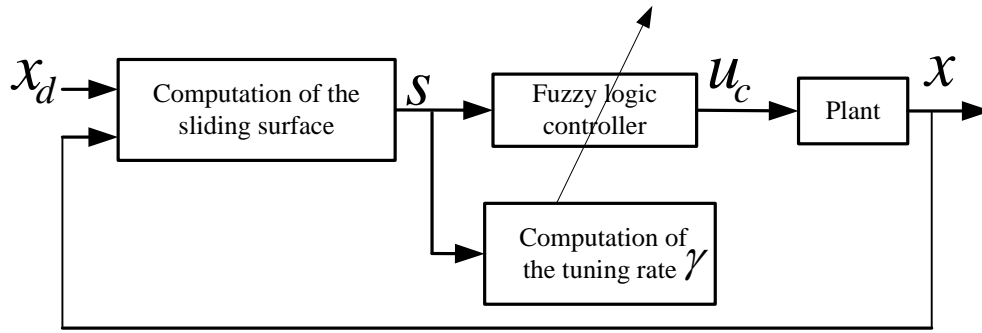 x_d
Computation of the
sliding surface
s
Fuzzy logic
controller
u_c
Plant
x
Computation of
the tuning rate γ